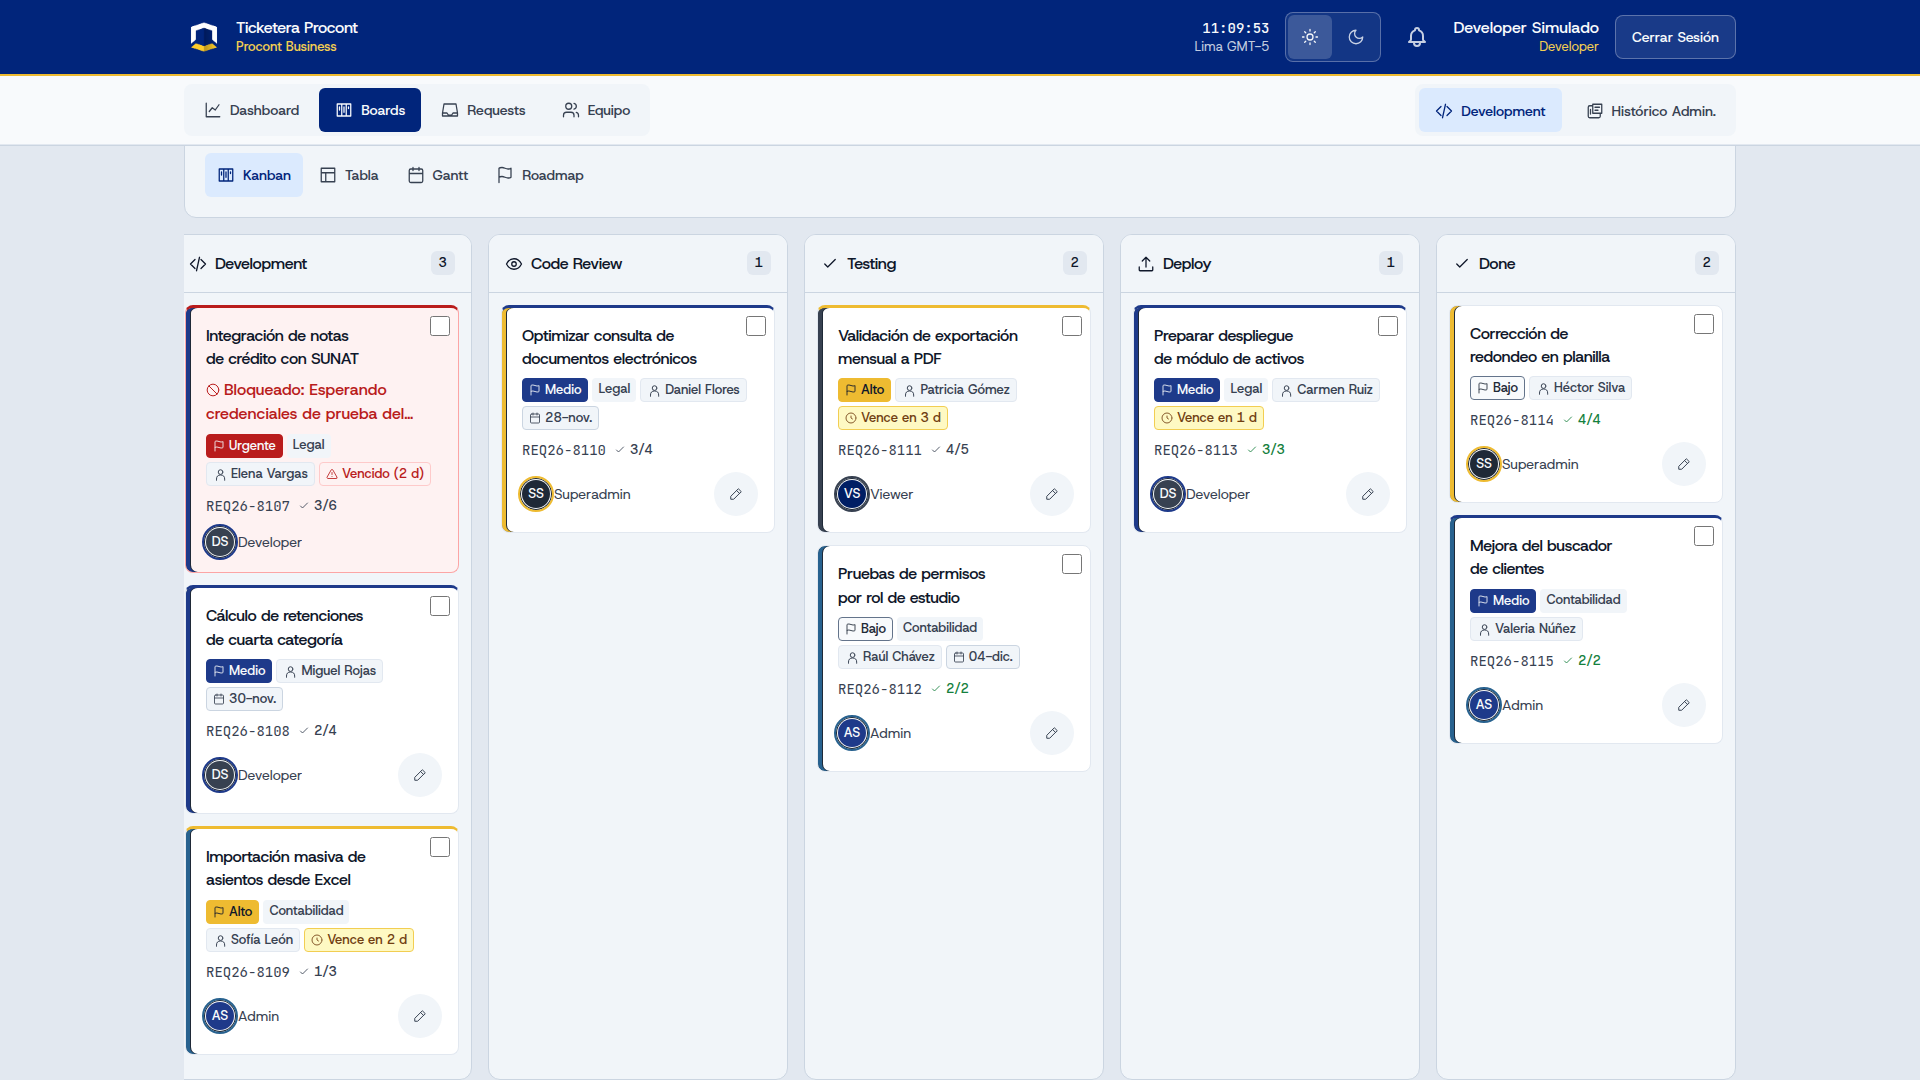 Ticketera Procont
Procont Business
11:09:53
Lima GMT-5
Developer Simulado
Developer
Cerrar Sesión
Dashboard
Boards
Requests
Equipo
Development
Histórico Admin.
Kanban
Tabla
Gantt
Roadmap
Development
3
Integración de notas
de crédito con SUNAT
Bloqueado: Esperando
credenciales de prueba del...
Urgente
Legal
Elena Vargas
Vencido (2 d)
REQ26-8107
3/6
DS
Developer
Cálculo de retenciones
de cuarta categoría
Medio
Miguel Rojas
30-nov.
REQ26-8108
2/4
DS
Developer
Importación masiva de
asientos desde Excel
Alto
Contabilidad
Sofía León
Vence en 2 d
REQ26-8109
1/3
AS
Admin
Code Review
1
Optimizar consulta de
documentos electrónicos
Medio
Legal
Daniel Flores
28-nov.
REQ26-8110
3/4
SS
Superadmin
Testing
2
Validación de exportación
mensual a PDF
Alto
Patricia Gómez
Vence en 3 d
REQ26-8111
4/5
VS
Viewer
Pruebas de permisos
por rol de estudio
Bajo
Contabilidad
Raúl Chávez
04-dic.
REQ26-8112
2/2
AS
Admin
Deploy
1
Preparar despliegue
de módulo de activos
Medio
Legal
Carmen Ruiz
Vence en 1 d
REQ26-8113
3/3
DS
Developer
Done
2
Corrección de
redondeo en planilla
Bajo
Héctor Silva
REQ26-8114
4/4
SS
Superadmin
Mejora del buscador
de clientes
Medio
Contabilidad
Valeria Núñez
REQ26-8115
2/2
AS
Admin